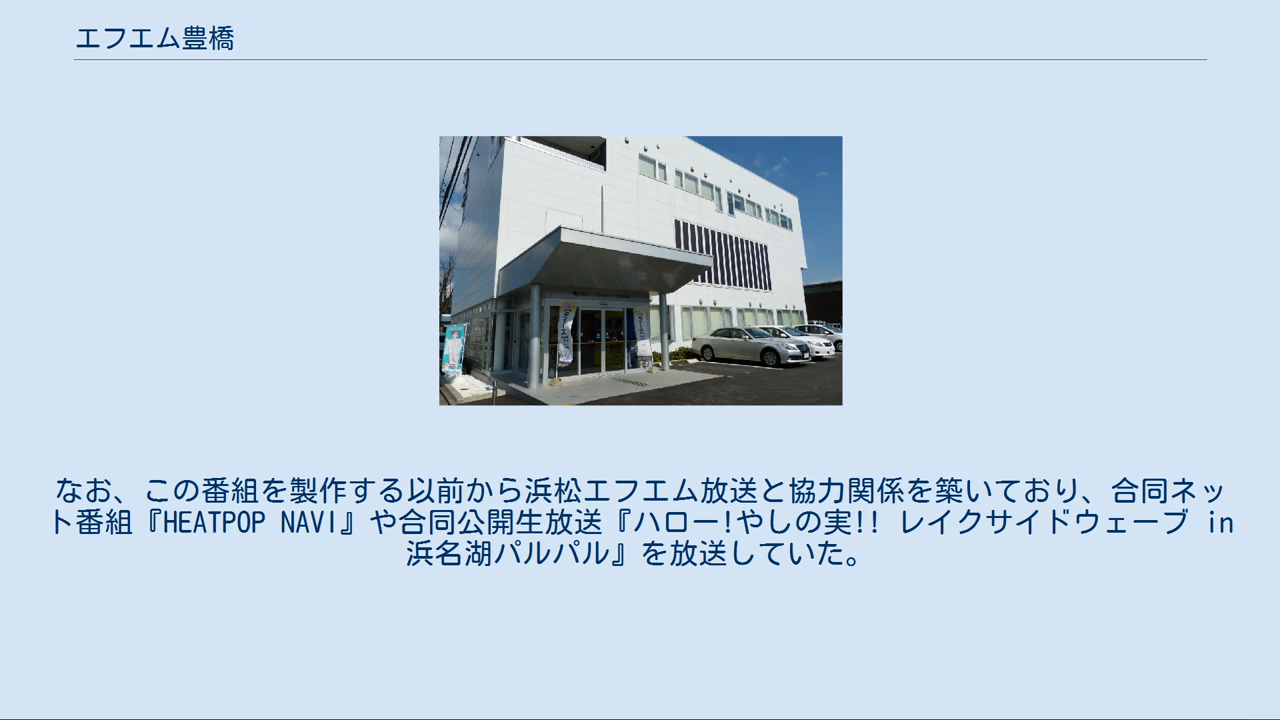 エフエム豊橋
なお、この番組を製作する以前から浜松エフエム放送と協力関係を築いており、合同ネッ
ト番組『HEATPOP NAVI』や合同公開生放送『ハロー!やしの実!! レイクサイドウェーブ in
浜名湖パルパル』を放送していた。